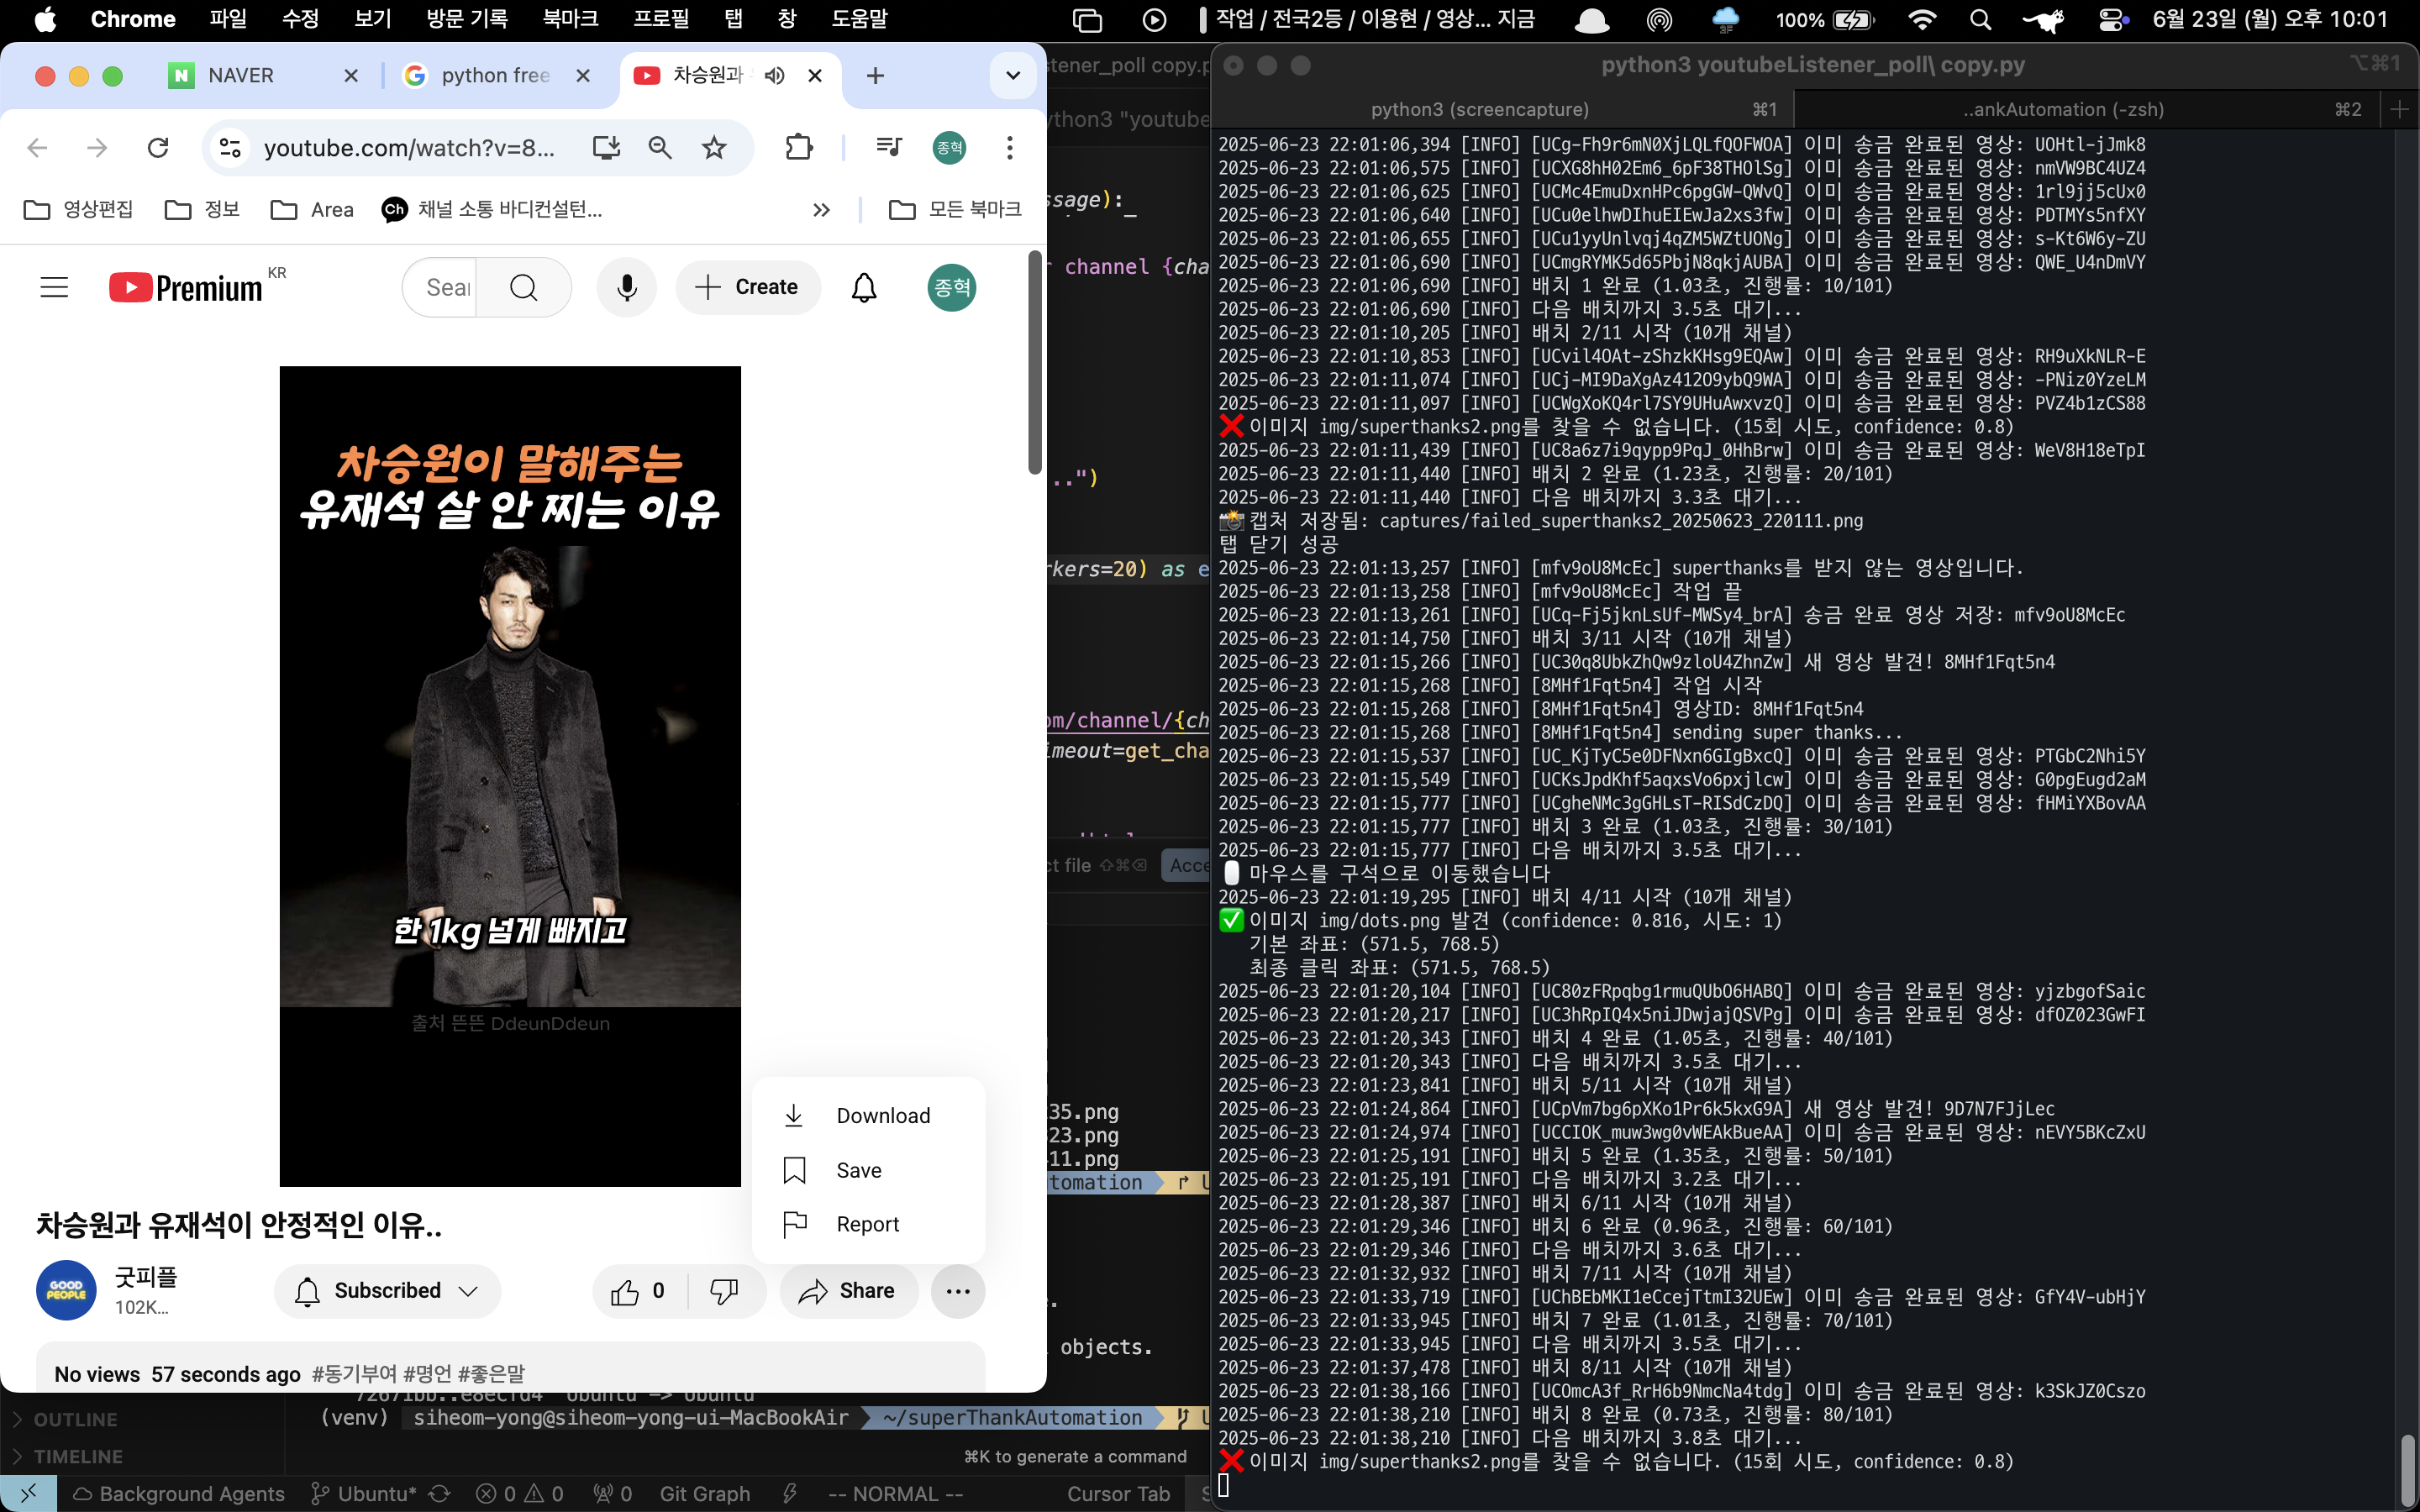 Chrome 파일 수정 보기 방문 기록 북마크 프로필 탭 창 도움말
작업 / 전국2등 / 이용현 / 영상... 지금 3F 100% 6월 23일 (월) 오후 10:01
NAVER
python free
차승원과
youtube.com/watch?v=8...
종혁
영상편집 정보 Area Ch 채널 소통 바디컨설턴... 모든 북마크
Premium KR
Create
종혁
차승원이 말해주는
유재석 살 안 찌는 이유
한 1kg 넘게 빠지고
출처 뜬뜬 DdeunDdeun
Download
Save
Report
차승원과 유재석이 안정적인 이유..
GOOD PEOPLE
굿피플
102K...
Subscribed
0
Share
No views 57 seconds ago #동기부여 #명언 #좋은말
stener_poll copy.p
ython3 "youtube
ssage):
r channel {cha
..")
rkers=20) as e
om/channel/{ch
imeout=get_cha
ct file
Acce
35.png
23.png
11.png
tomation
objects.
Ubuntu -> Ubuntu
(venv) siheom-yong@siheom-yong-ui-MacBookAir ~/superThankAutomation
⌘K to generate a command
OUTLINE
TIMELINE
Background Agents Ubuntu* 0 0 0 Git Graph -- NORMAL -- Cursor Tab
python3 youtubeListener_poll\ copy.py ⌥⌘1
python3 (screencapture) ⌘1 ..ankAutomation (-zsh) ⌘2
2025-06-23 22:01:06,394 [INFO] [UCg-Fh9r6mN0XjLQLfQOFWOA] 이미 송금 완료된 영상: UOHtl-jJmk8
2025-06-23 22:01:06,575 [INFO] [UCXG8hH02Em6_6pF38THOlSg] 이미 송금 완료된 영상: nmVW9BC4UZ4
2025-06-23 22:01:06,625 [INFO] [UCMc4EmuDxnHPc6pgGW-QWvQ] 이미 송금 완료된 영상: 1rl9jj5cUx0
2025-06-23 22:01:06,640 [INFO] [UCu0elhwDIhuEIEwJa2xs3fw] 이미 송금 완료된 영상: PDTMYs5nfXY
2025-06-23 22:01:06,655 [INFO] [UCu1yyUnlvqj4qZM5WZtUONg] 이미 송금 완료된 영상: s-Kt6W6y-ZU
2025-06-23 22:01:06,690 [INFO] [UCmgRYMK5d65PbjN8qkjAUBA] 이미 송금 완료된 영상: QWE_U4nDmVY
2025-06-23 22:01:06,690 [INFO] 배치 1 완료 (1.03초, 진행률: 10/101)
2025-06-23 22:01:06,690 [INFO] 다음 배치까지 3.5초 대기...
2025-06-23 22:01:10,205 [INFO] 배치 2/11 시작 (10개 채널)
2025-06-23 22:01:10,853 [INFO] [UCvil4OAt-zShzkKHsg9EQAw] 이미 송금 완료된 영상: RH9uXkNLR-E
2025-06-23 22:01:11,074 [INFO] [UCj-MI9DaXgAz412O9ybQ9WA] 이미 송금 완료된 영상: -PNiz0YzeLM
2025-06-23 22:01:11,097 [INFO] [UCWgXoKQ4rl7SY9UHuAwxvzQ] 이미 송금 완료된 영상: PVZ4b1zCS88
❌이미지 img/superthanks2.png를 찾을 수 없습니다. (15회 시도, confidence: 0.8)
2025-06-23 22:01:11,439 [INFO] [UC8a6z7i9qypp9PqJ_0HhBrw] 이미 송금 완료된 영상: WeV8H18eTpI
2025-06-23 22:01:11,440 [INFO] 배치 2 완료 (1.23초, 진행률: 20/101)
2025-06-23 22:01:11,440 [INFO] 다음 배치까지 3.3초 대기...
📸캡처 저장됨: captures/failed_superthanks2_20250623_220111.png
탭 닫기 성공
2025-06-23 22:01:13,257 [INFO] [mfv9oU8McEc] superthanks를 받지 않는 영상입니다.
2025-06-23 22:01:13,258 [INFO] [mfv9oU8McEc] 작업 끝
2025-06-23 22:01:13,261 [INFO] [UCq-Fj5jknLsUf-MWSy4_brA] 송금 완료 영상 저장: mfv9oU8McEc
2025-06-23 22:01:14,750 [INFO] 배치 3/11 시작 (10개 채널)
2025-06-23 22:01:15,266 [INFO] [UC30q8UbkZhQw9zloU4ZhnZw] 새 영상 발견! 8MHf1Fqt5n4
2025-06-23 22:01:15,268 [INFO] [8MHf1Fqt5n4] 작업 시작
2025-06-23 22:01:15,268 [INFO] [8MHf1Fqt5n4] 영상ID: 8MHf1Fqt5n4
2025-06-23 22:01:15,268 [INFO] [8MHf1Fqt5n4] sending super thanks...
2025-06-23 22:01:15,537 [INFO] [UC_KjTyC5e0DFNxn6GIgBxcQ] 이미 송금 완료된 영상: PTGbC2Nhi5Y
2025-06-23 22:01:15,549 [INFO] [UCKsJpdKhf5aqxsVo6pxjlcw] 이미 송금 완료된 영상: G0pgEugd2aM
2025-06-23 22:01:15,777 [INFO] [UCgheNMc3gGHLsT-RISdCzDQ] 이미 송금 완료된 영상: fHMiYXBovAA
2025-06-23 22:01:15,777 [INFO] 배치 3 완료 (1.03초, 진행률: 30/101)
2025-06-23 22:01:15,777 [INFO] 다음 배치까지 3.5초 대기...
마우스를 구석으로 이동했습니다
2025-06-23 22:01:19,295 [INFO] 배치 4/11 시작 (10개 채널)
✅이미지 img/dots.png 발견 (confidence: 0.816, 시도: 1)
기본 좌표: (571.5, 768.5)
최종 클릭 좌표: (571.5, 768.5)
2025-06-23 22:01:20,104 [INFO] [UC80zFRpqbg1rmuQUbO6HABQ] 이미 송금 완료된 영상: yjzbgofSaic
2025-06-23 22:01:20,217 [INFO] [UC3hRpIQ4x5niJDwjajQSVPg] 이미 송금 완료된 영상: dfOZ023GwFI
2025-06-23 22:01:20,343 [INFO] 배치 4 완료 (1.05초, 진행률: 40/101)
2025-06-23 22:01:20,343 [INFO] 다음 배치까지 3.5초 대기...
2025-06-23 22:01:23,841 [INFO] 배치 5/11 시작 (10개 채널)
2025-06-23 22:01:24,864 [INFO] [UCpVm7bg6pXKo1Pr6k5kxG9A] 새 영상 발견! 9D7N7FJjLec
2025-06-23 22:01:24,974 [INFO] [UCCIOK_muw3wg0vWEAkBueAA] 이미 송금 완료된 영상: nEVY5BKcZxU
2025-06-23 22:01:25,191 [INFO] 배치 5 완료 (1.35초, 진행률: 50/101)
2025-06-23 22:01:25,191 [INFO] 다음 배치까지 3.2초 대기...
2025-06-23 22:01:28,387 [INFO] 배치 6/11 시작 (10개 채널)
2025-06-23 22:01:29,346 [INFO] 배치 6 완료 (0.96초, 진행률: 60/101)
2025-06-23 22:01:29,346 [INFO] 다음 배치까지 3.6초 대기...
2025-06-23 22:01:32,932 [INFO] 배치 7/11 시작 (10개 채널)
2025-06-23 22:01:33,719 [INFO] [UChBEbMKI1eCcejTtmI32UEw] 이미 송금 완료된 영상: GfY4V-ubHjY
2025-06-23 22:01:33,945 [INFO] 배치 7 완료 (1.01초, 진행률: 70/101)
2025-06-23 22:01:33,945 [INFO] 다음 배치까지 3.5초 대기...
2025-06-23 22:01:37,478 [INFO] 배치 8/11 시작 (10개 채널)
2025-06-23 22:01:38,166 [INFO] [UCOmcA3f_RrH6b9NmcNa4tdg] 이미 송금 완료된 영상: k3SkJZ0Cszo
2025-06-23 22:01:38,210 [INFO] 배치 8 완료 (0.73초, 진행률: 80/101)
2025-06-23 22:01:38,210 [INFO] 다음 배치까지 3.8초 대기...
❌이미지 img/superthanks2.png를 찾을 수 없습니다. (15회 시도, confidence: 0.8)